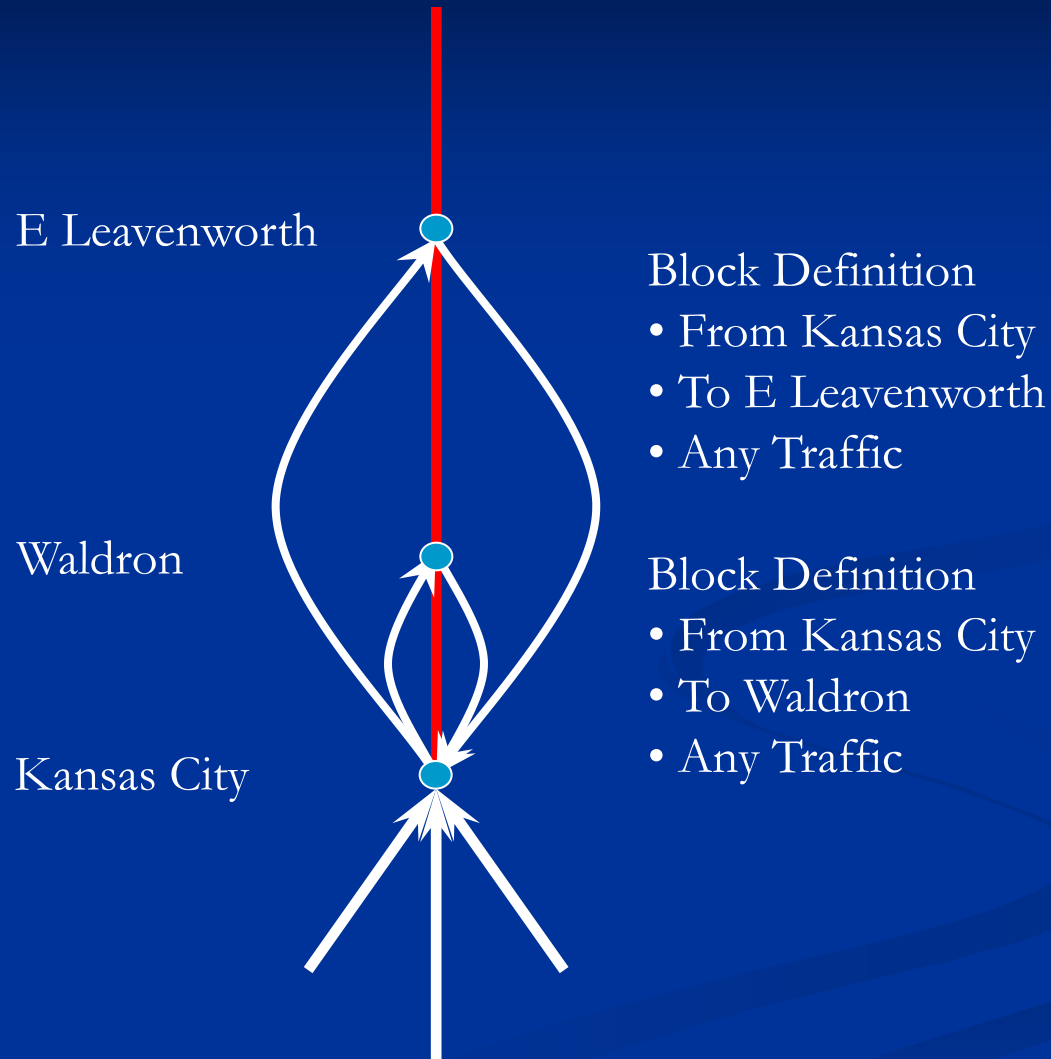 E Leavenworth
Waldron
Kansas City
Block Definition
• From Kansas City
• To E Leavenworth
• Any Traffic
Block Definition
• From Kansas City
• To Waldron
• Any Traffic